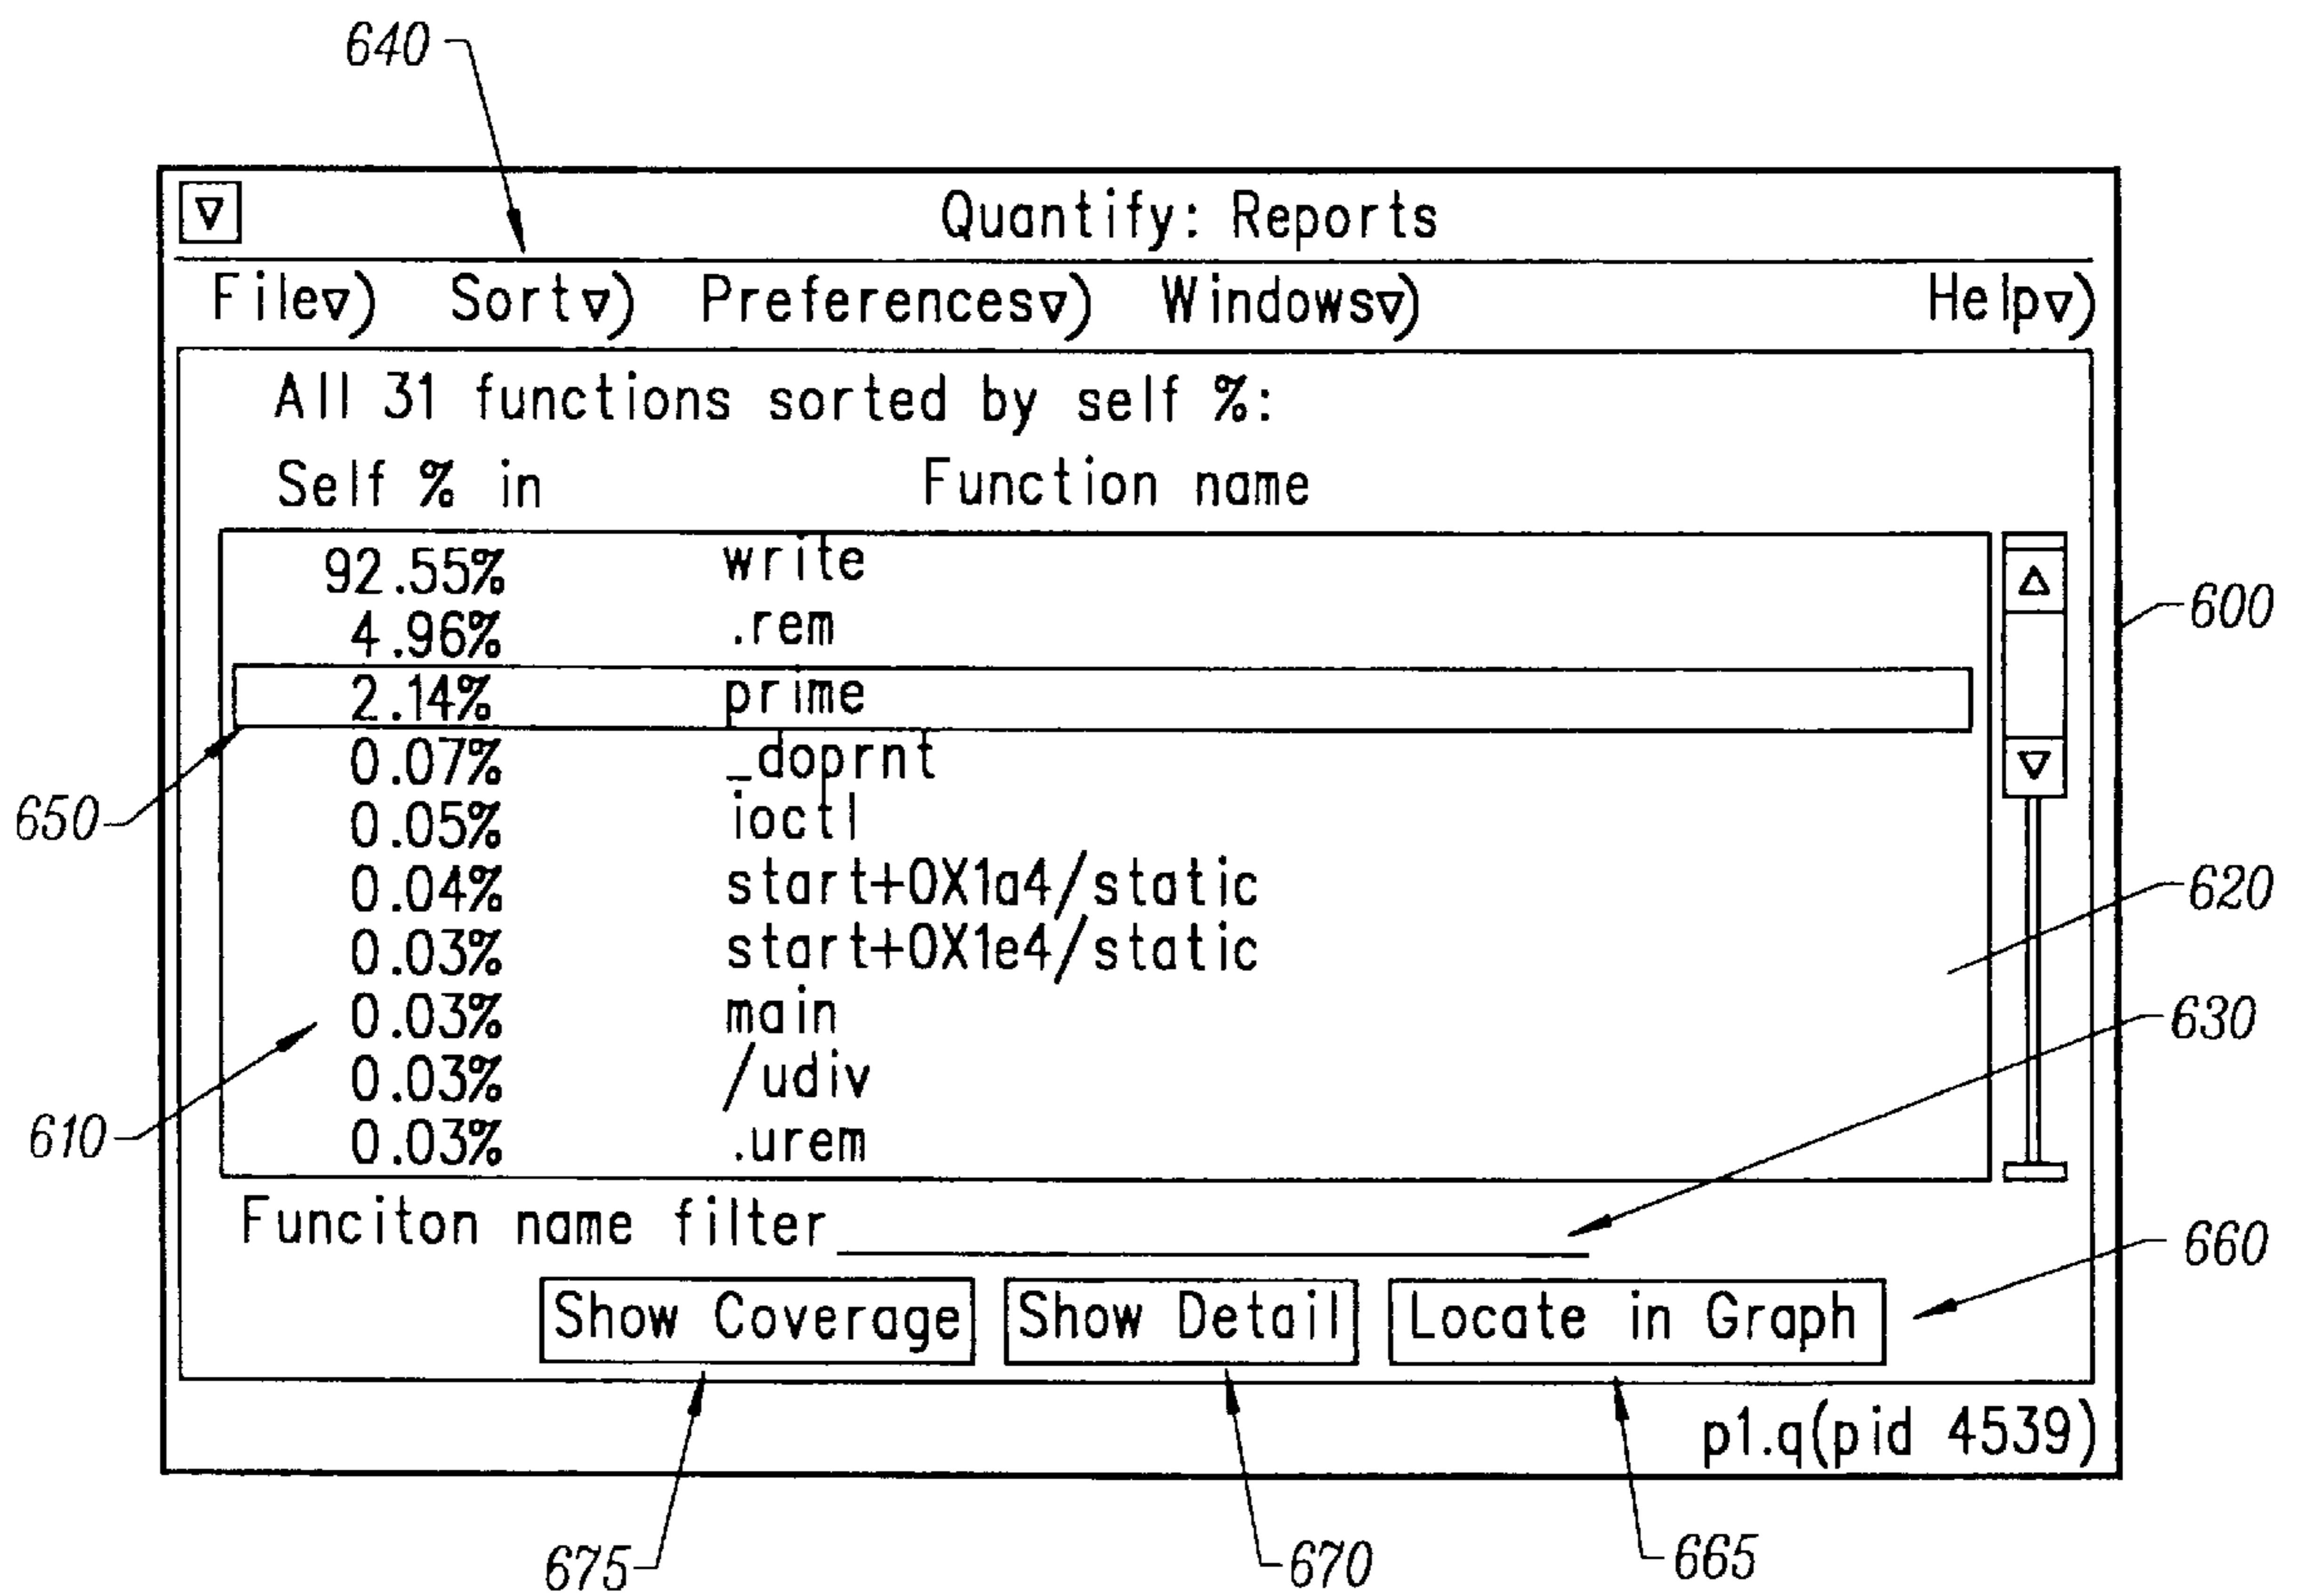 640
Quantify: Reports
File▽) Sort▽) Preferences▽) Windows▽) Help▽)
All 31 functions sorted by self %:
Self % in Function name
92.55% write
4.96% .rem
600
2.14% prime
0.07% _doprnt
650
0.05% ioctl
0.04% start+0X1a4/static
620
0.03% start+0X1e4/static
0.03% main
630
0.03% /udiv
610
0.03% .urem
Funciton name filter
660
Show Coverage Show Detail Locate in Graph
p1.q(pid 4539)
675 670 665